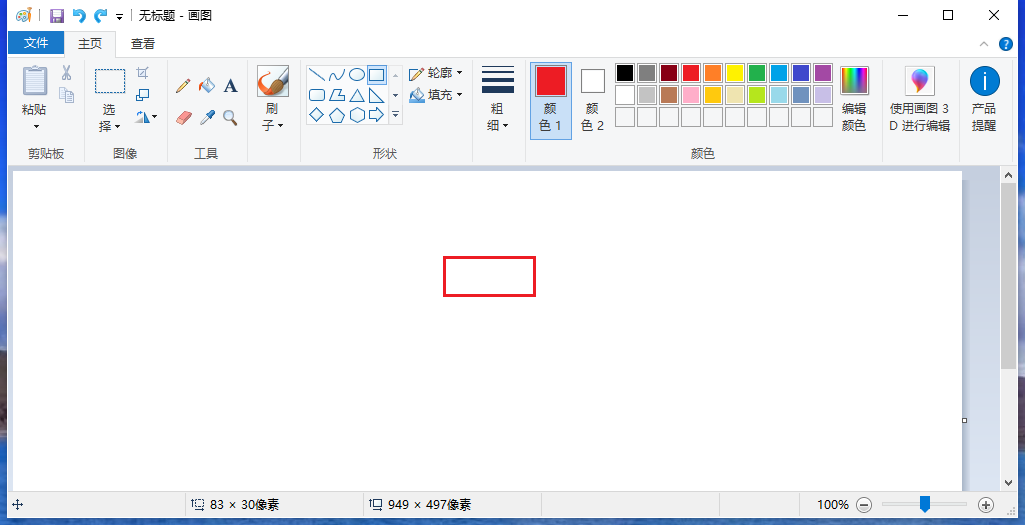 无标题 - 画图
文件 主页 查看
粘贴
剪贴板
选
择
图像
A
工具
刷
子
轮廓
填充
形状
粗
细
颜
色 1
颜
色 2
编辑
颜色
颜色
使用画图 3
D 进行编辑
产品
提醒
83 × 30像素
949 × 497像素
100%